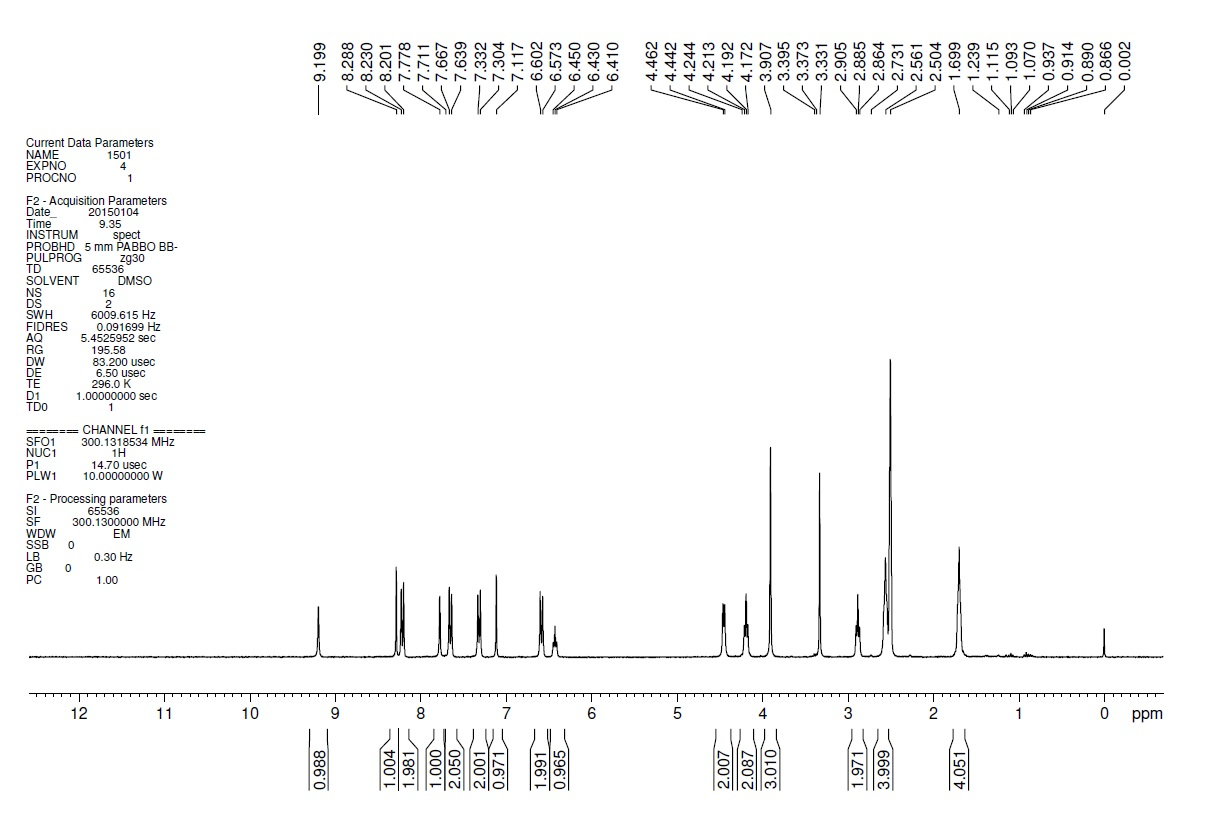 9.199
8.288
8.230
8.201
7.778
7.711
7.667
7.639
7.332
7.304
7.117
6.602
6.573
6.450
6.430
6.410
4.462
4.442
4.244
4.213
4.192
4.172
3.907
3.395
3.373
3.331
2.905
2.885
2.864
2.731
2.561
2.504
1.699
1.239
1.115
1.093
1.070
0.937
0.914
0.890
0.866
0.002
Current Data Parameters
NAME 1501
EXPNO 4
PROCNO 1
F2 - Acquisition Parameters
Date_ 20150104
Time 9.35
INSTRUM spect
PROBHD 5 mm PABBO BB-
PULPROG zg30
TD 65536
SOLVENT DMSO
NS 16
DS 2
SWH 6009.615 Hz
FIDRES 0.091699 Hz
AQ 5.4525952 sec
RG 195.58
DW 83.200 usec
DE 6.50 usec
TE 296.0 K
D1 1.00000000 sec
TD0 1
======== CHANNEL f1 ========
SFO1 300.1318534 MHz
NUC1 1H
P1 14.70 usec
PLW1 10.00000000 W
F2 - Processing parameters
SI 65536
SF 300.1300000 MHz
WDW EM
SSB 0
LB 0.30 Hz
GB 0
PC 1.00
12 11 10 9 8 7 6 5 4 3 2 1 0 ppm
0.988
1.004
1.981
1.000
2.050
2.001
0.971
1.991
0.965
2.007
2.087
3.010
1.971
3.999
4.051